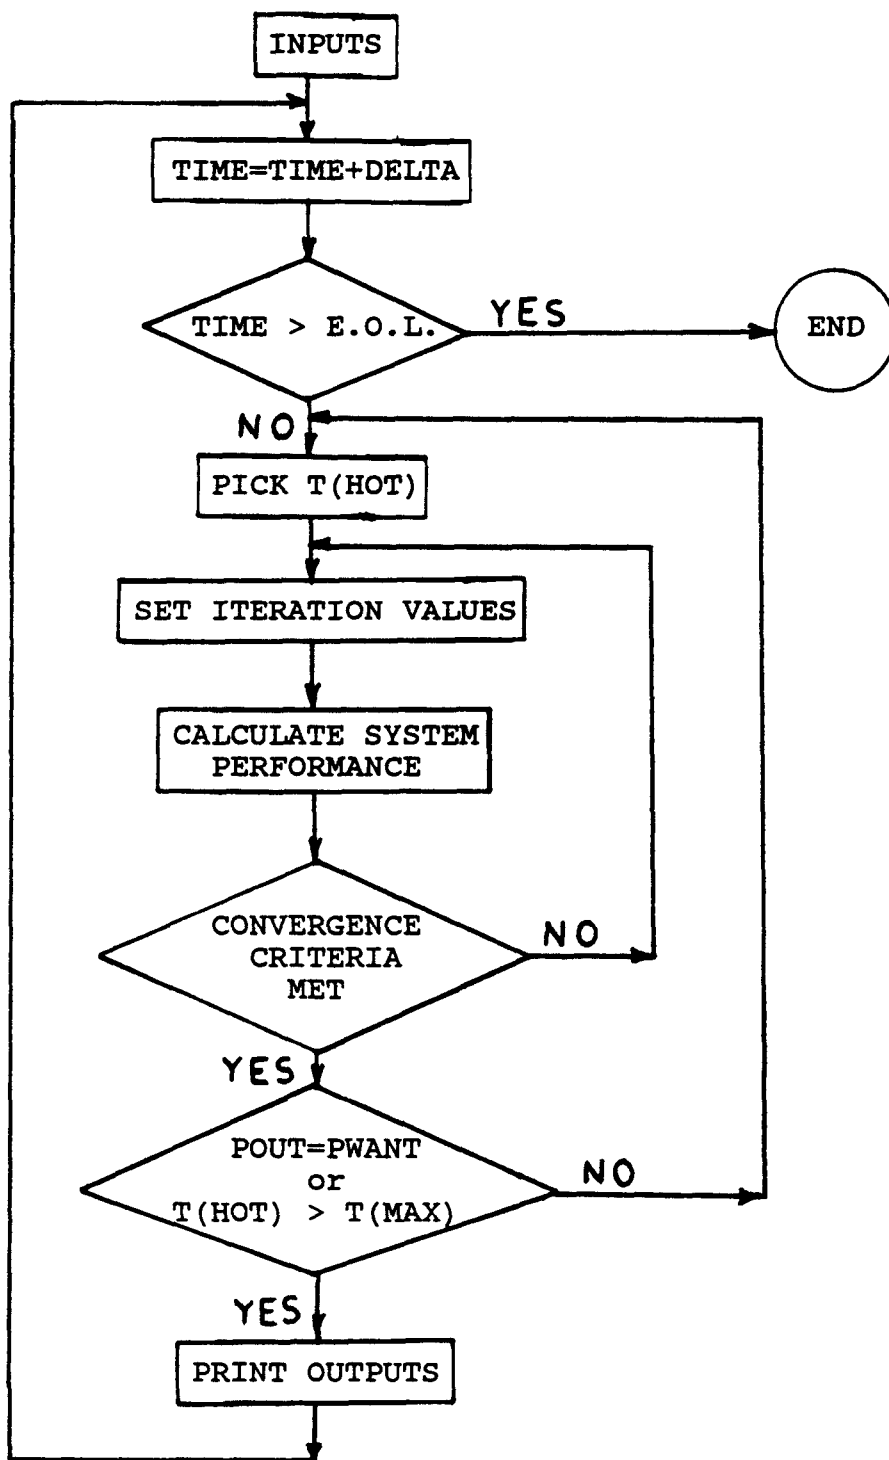 INPUTS
TIME=TIME+DELTA
TIME > E.O.L.
YES
END
NO
PICK T(HOT)
SET ITERATION VALUES
CALCULATE SYSTEM
PERFORMANCE
CONVERGENCE
CRITERIA
MET
NO
YES
POUT=PWANT
or
T(HOT) > T(MAX)
NO
YES
PRINT OUTPUTS